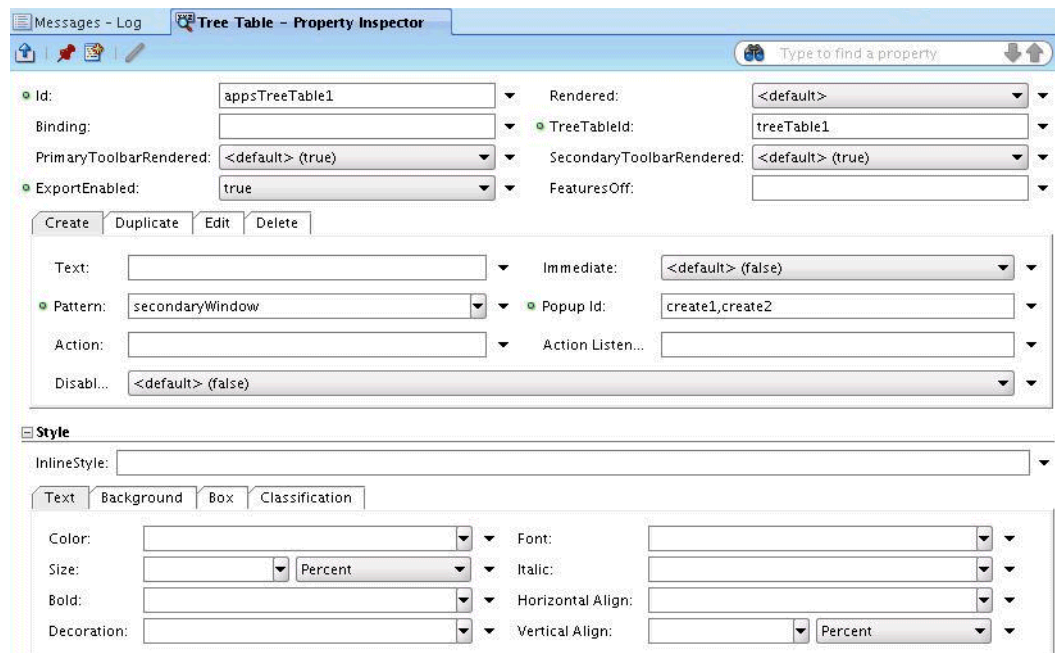 Messages - Log
Tree Table - Property Inspector
Type to find a property
Id: appsTreeTable1 Rendered: <default>
Binding: TreeTableId: treeTable1
PrimaryToolbarRendered: <default> (true) SecondaryToolbarRendered: <default> (true)
ExportEnabled: true FeaturesOff:
Create Duplicate Edit Delete
Text: Immediate: <default> (false)
Pattern: secondaryWindow Popup Id: create1,create2
Action: Action Listen...
Disabl... <default> (false)
Style
InlineStyle:
Text Background Box Classification
Color: Font:
Size: Percent Italic:
Bold: Horizontal Align:
Decoration: Vertical Align: Percent